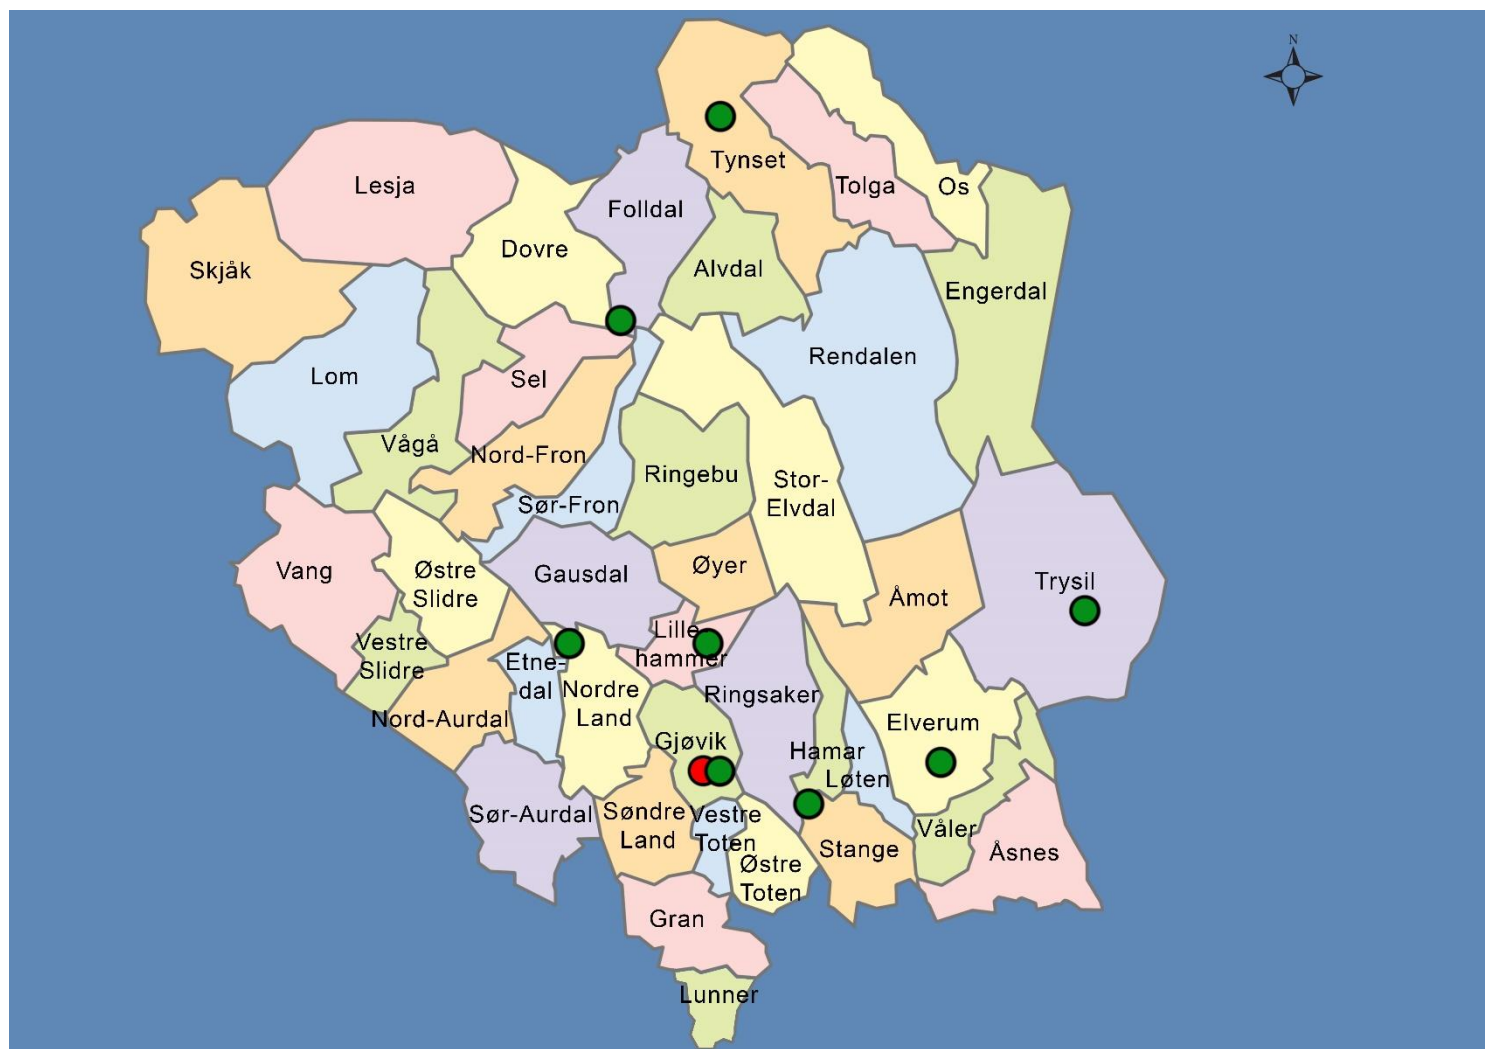 N
Tynset
Lesja
Tolga
Os
Folldal
Dovre
Skjåk
Alvdal
Engerdal
Rendalen
Lom
Sel
Vågå
Nord-Fron
Ringebu
Stor-
Elvdal
Sør-Fron
Vang
Østre
Slidre
Gausdal
Øyer
Trysil
Åmot
Lille
hammer
Vestre
Slidre
Etne-
dal
Nordre
Land
Ringsaker
Nord-Aurdal
Elverum
Gjøvik
Hamar
Løten
Sør-Aurdal
Søndre
Land
Vestre
Toten
Våler
Stange
Åsnes
Østre
Toten
Gran
Lunner